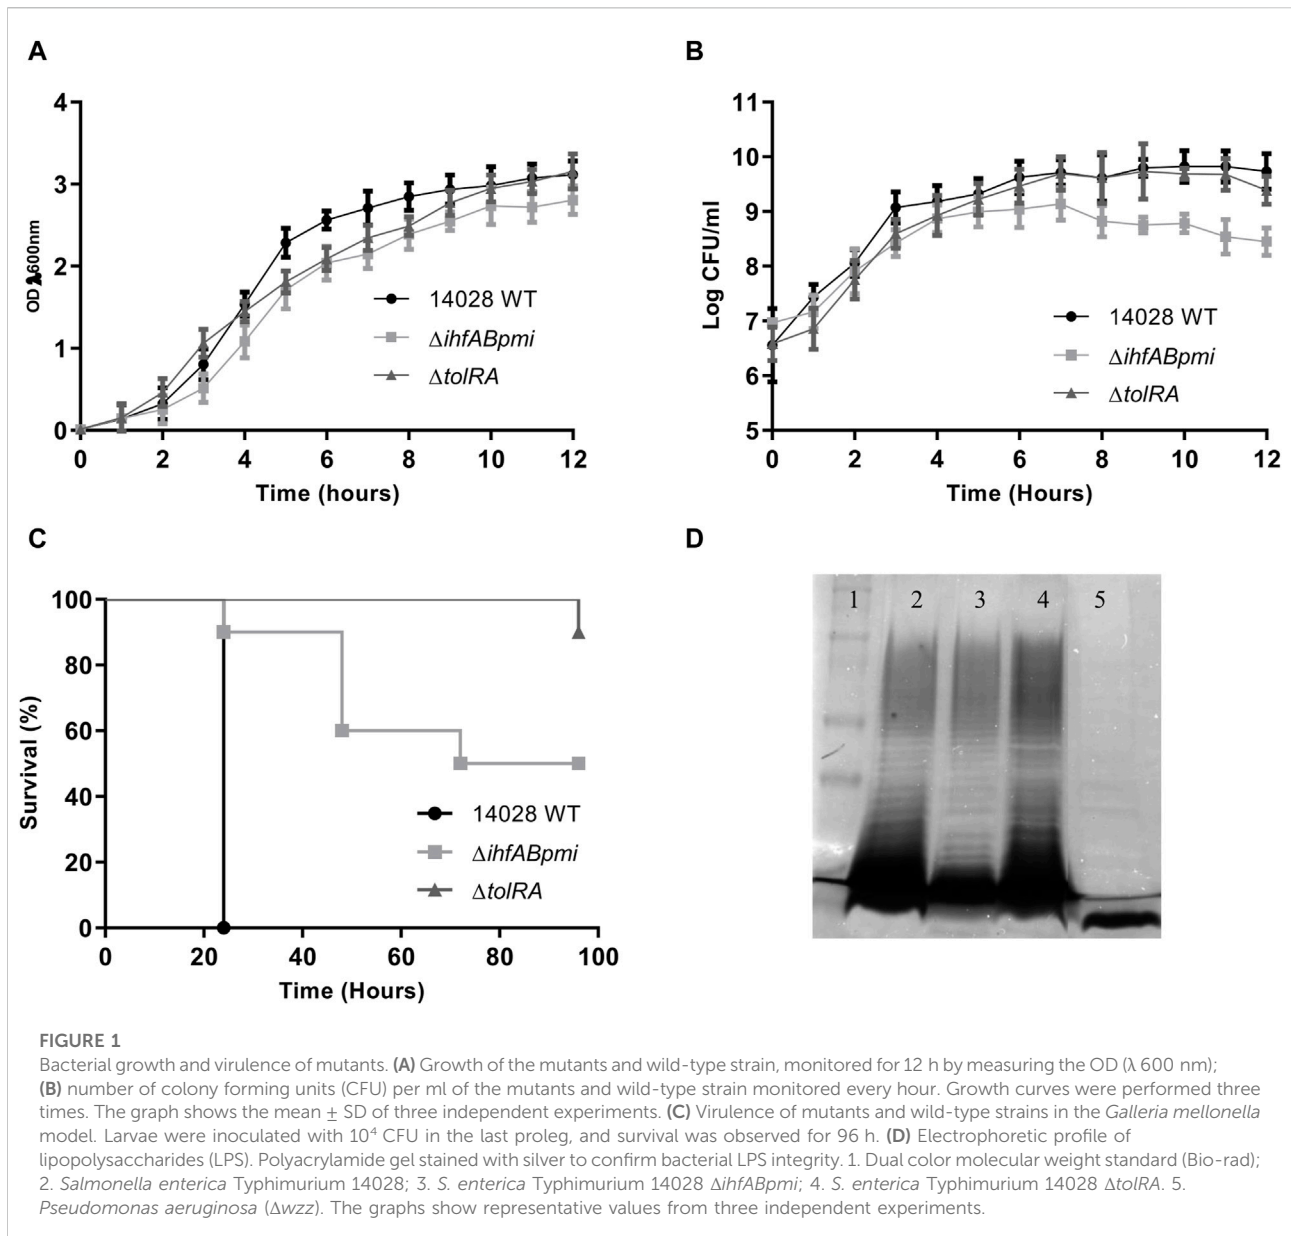 A
4
3
2
1
0
OD λ600nm
0 2 4 6 8 10 12
Time (hours)
14028 WT
ΔihfABpmi
ΔtolRA
B
11
10
9
8
7
6
5
Log CFU/ml
0 2 4 6 8 10 12
Time (Hours)
14028 WT
ΔihfABpmi
ΔtolRA
C
100
80
60
40
20
0
Survival (%)
0 20 40 60 80 100
Time (Hours)
14028 WT
ΔihfABpmi
ΔtolRA
D
1 2 3 4 5
FIGURE 1
Bacterial growth and virulence of mutants. (A) Growth of the mutants and wild-type strain, monitored for 12 h by measuring the OD (λ 600 nm);
(B) number of colony forming units (CFU) per ml of the mutants and wild-type strain monitored every hour. Growth curves were performed three
times. The graph shows the mean ± SD of three independent experiments. (C) Virulence of mutants and wild-type strains in the Galleria mellonella
model. Larvae were inoculated with 10⁴ CFU in the last proleg, and survival was observed for 96 h. (D) Electrophoretic profile of
lipopolysaccharides (LPS). Polyacrylamide gel stained with silver to confirm bacterial LPS integrity. 1. Dual color molecular weight standard (Bio-rad);
2. Salmonella enterica Typhimurium 14028; 3. S. enterica Typhimurium 14028 ΔihfABpmi; 4. S. enterica Typhimurium 14028 ΔtolRA. 5.
Pseudomonas aeruginosa (Δwzz). The graphs show representative values from three independent experiments.